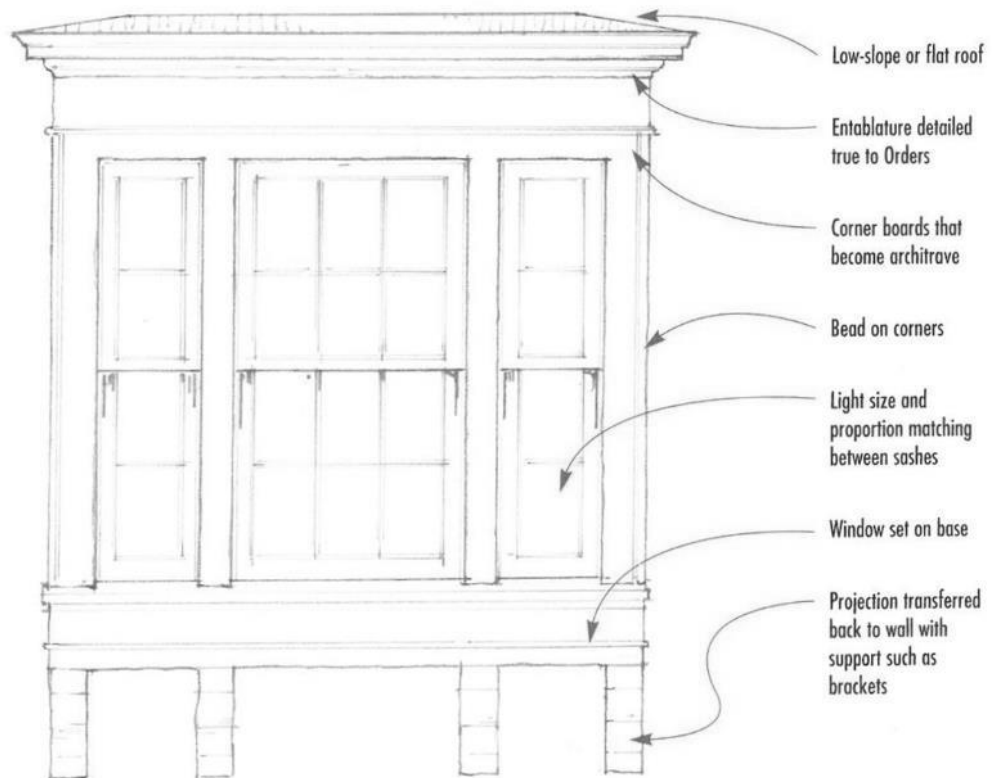 Low-slope or flat roof
Entablature detailed
true to Orders
Corner boards that
become architrave
Bead on corners
Light size and
proportion matching
between sashes
Window set on base
Projection transferred
back to wall with
support such as
brackets